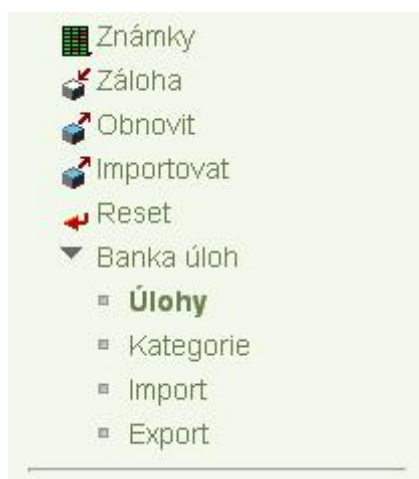 Známky
Záloha
Obnovit
Importovat
Reset
Banka úloh
Úlohy
Kategorie
Import
Export